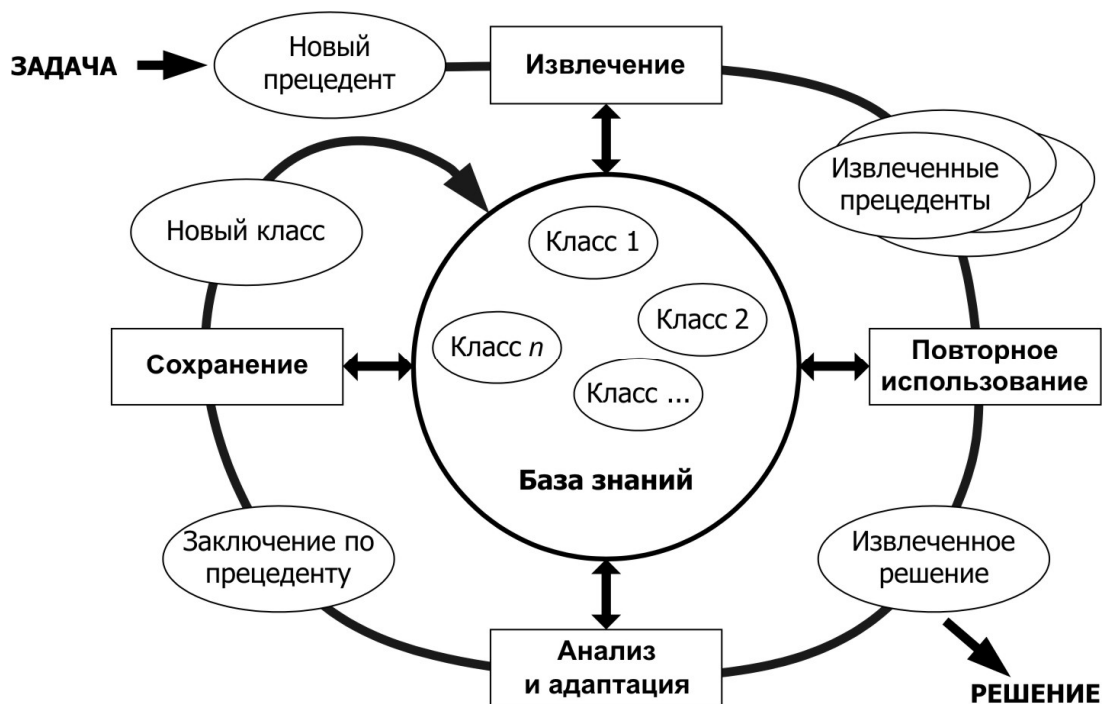 ЗАДАЧА
Новый
прецедент
Извлечение
Извлеченные
прецеденты
Новый класс
Класс 1
Класс 2
Класс n
Класс ...
База знаний
Сохранение
Повторное
использование
Заключение по
прецеденту
Извлеченное
решение
Анализ
и адаптация
РЕШЕНИЕ